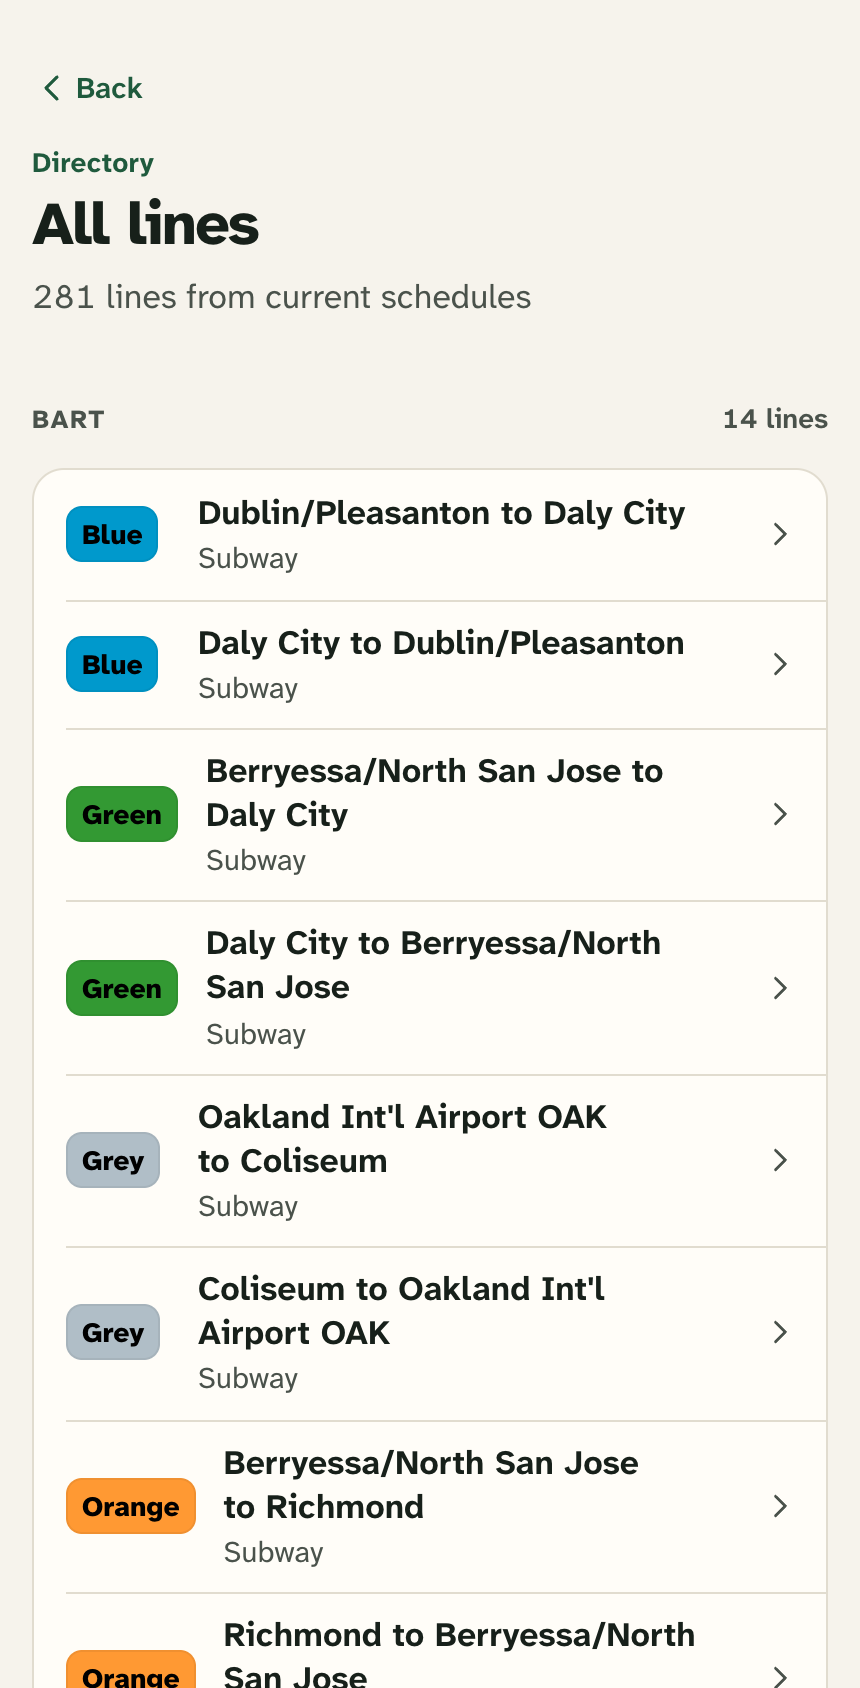 Back
Directory
All lines
281 lines from current schedules
BART
14 lines
Blue
Dublin/Pleasanton to Daly City
Subway
Blue
Daly City to Dublin/Pleasanton
Subway
Green
Berryessa/North San Jose to
Daly City
Subway
Green
Daly City to Berryessa/North
San Jose
Subway
Grey
Oakland Int'l Airport OAK
to Coliseum
Subway
Grey
Coliseum to Oakland Int'l
Airport OAK
Subway
Orange
Berryessa/North San Jose
to Richmond
Subway
Orange
Richmond to Berryessa/North
San Jose